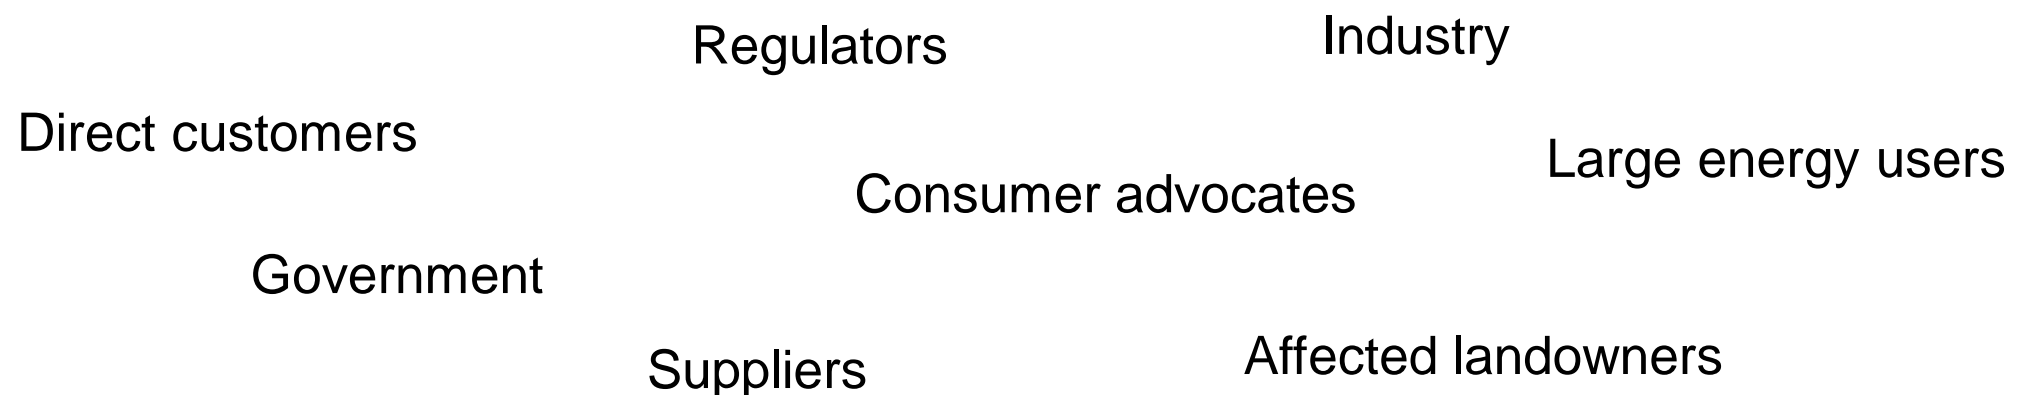 Industry
Regulators
Direct customers
Large energy users
Consumer advocates
Government
Affected landowners
Suppliers